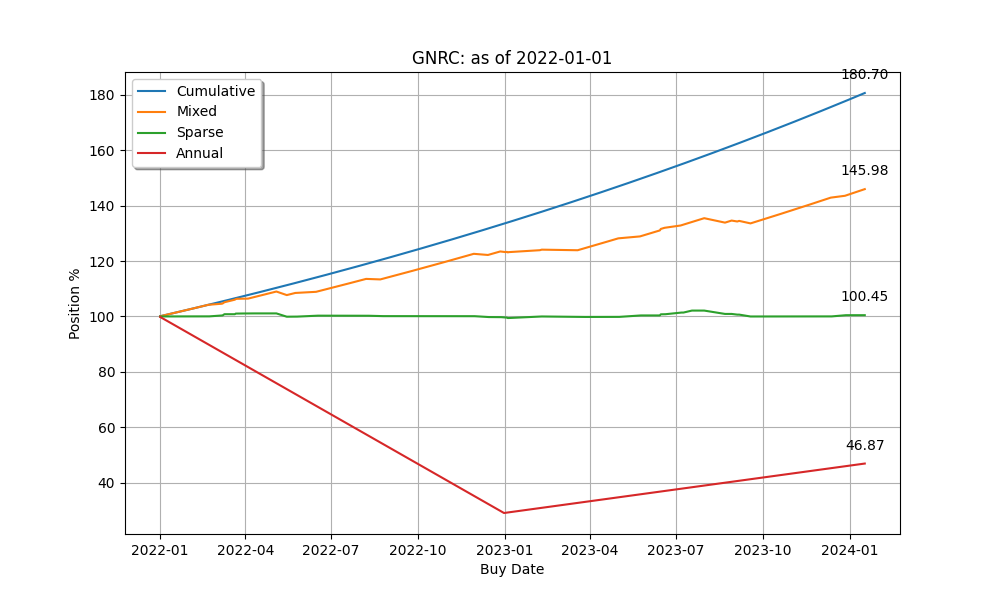 GNRC: as of 2022-01-01
180.70
180
Cumulative
Mixed
Sparse
Annual
160
145.98
140
120
100.45
100
80
60
46.87
40
Position %
2022-01 2022-04 2022-07 2022-10 2023-01 2023-04 2023-07 2023-10 2024-01
Buy Date